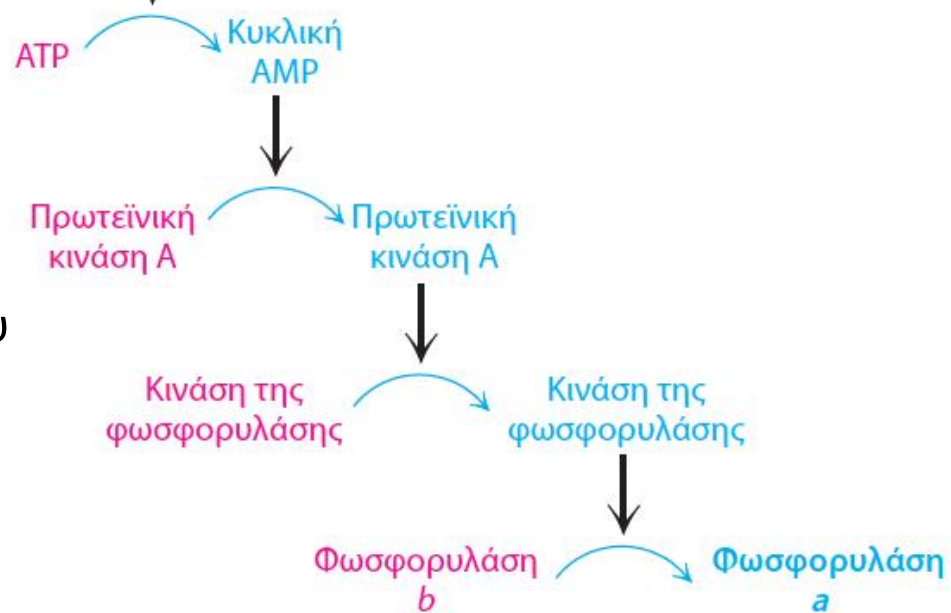 ATP
Κυκλική
AMP
Πρωτεϊνική
κινάση Α
Πρωτεϊνική
κινάση Α
υ
Κινάση της
φωσφορυλάσης
Κινάση της
φωσφορυλάσης
Φωσφορυλάση
b
Φωσφορυλάση
a